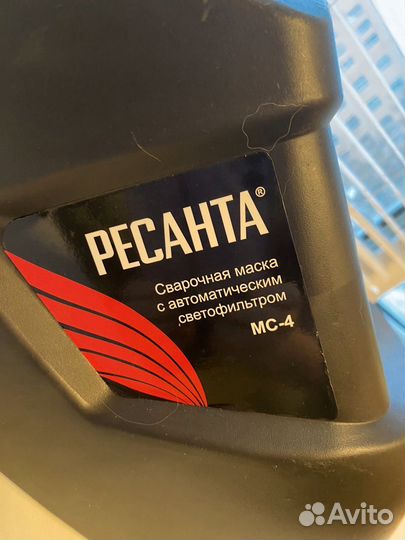 РЕСАНТА®
Сварочная маска
с автоматическим
светофильтром
МС-4
Avito